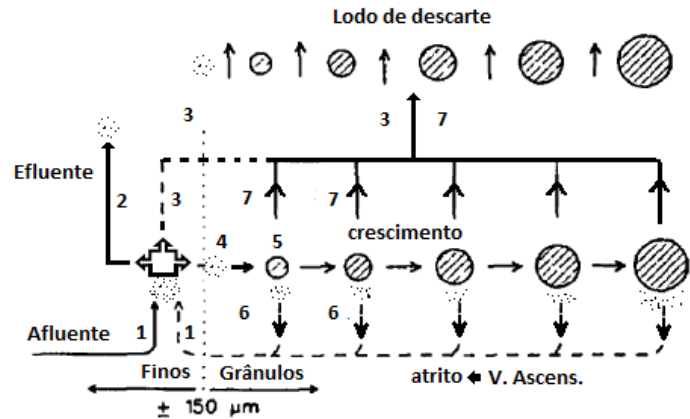 Lodo de descarte
3
3 7
Efluente
2 3 7 7
4 5 crescimento
6 6
Afluente 1 1
Finos Grânulos atrito V. Ascens.
± 150 µm